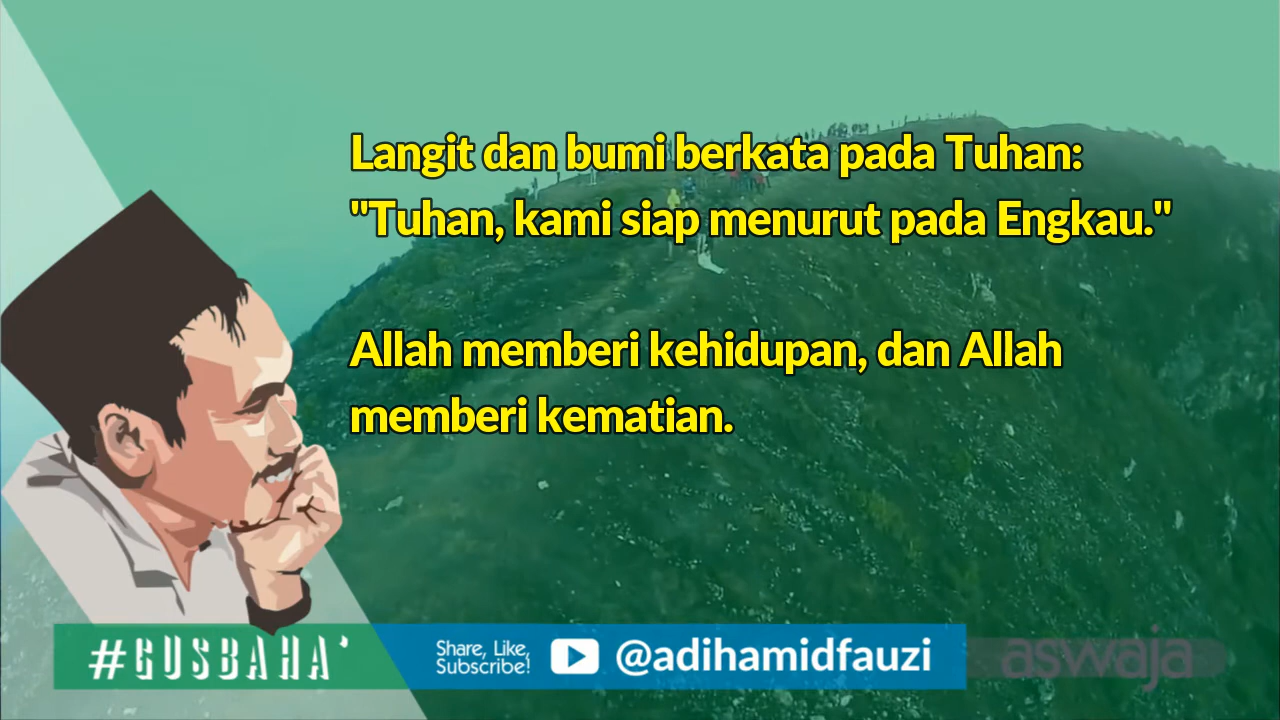 Langit dan bumi berkata pada Tuhan:
"Tuhan, kami siap menurut pada Engkau."
Allah memberi kehidupan, dan Allah
memberi kematian.
#GUSBAHA'
Share, Like,
Subscribe!
@adihamidfauzi
aswaja